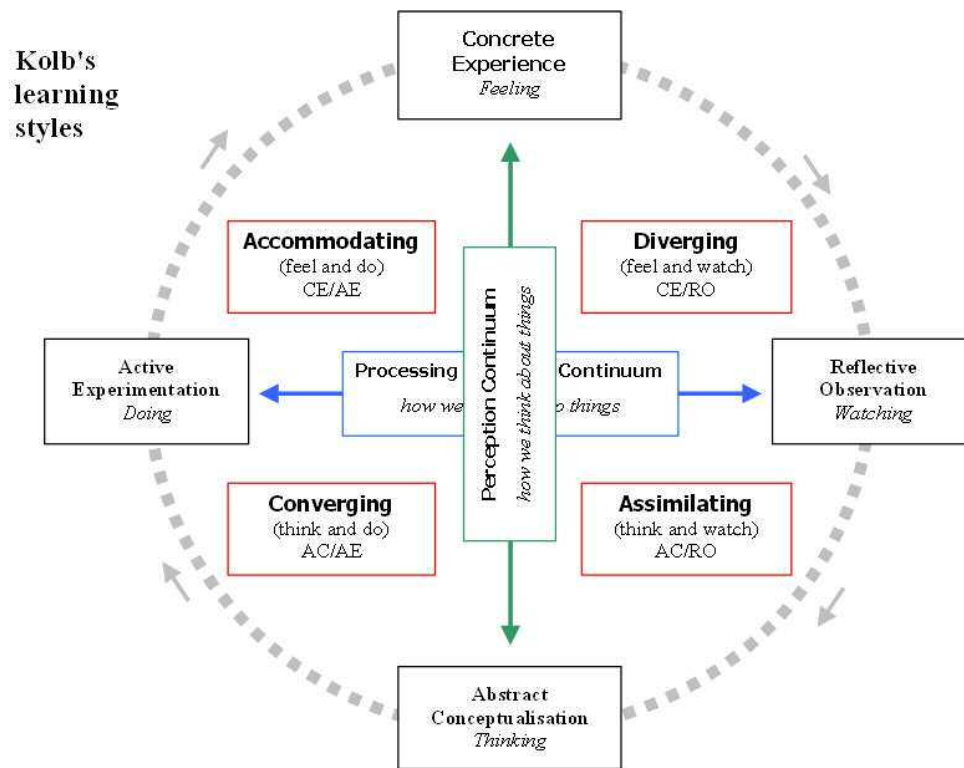 Kolb's
learning
styles
Concrete
Experience
Feeling
Accommodating
(feel and do)
CE/AE
Diverging
(feel and watch)
CE/RO
Active
Experimentation
Doing
Processing Continuum
how we o things
Perception Continuum
how we think about things
Reflective
Observation
Watching
Converging
(think and do)
AC/AE
Assimilating
(think and watch)
AC/RO
Abstract
Conceptualisation
Thinking